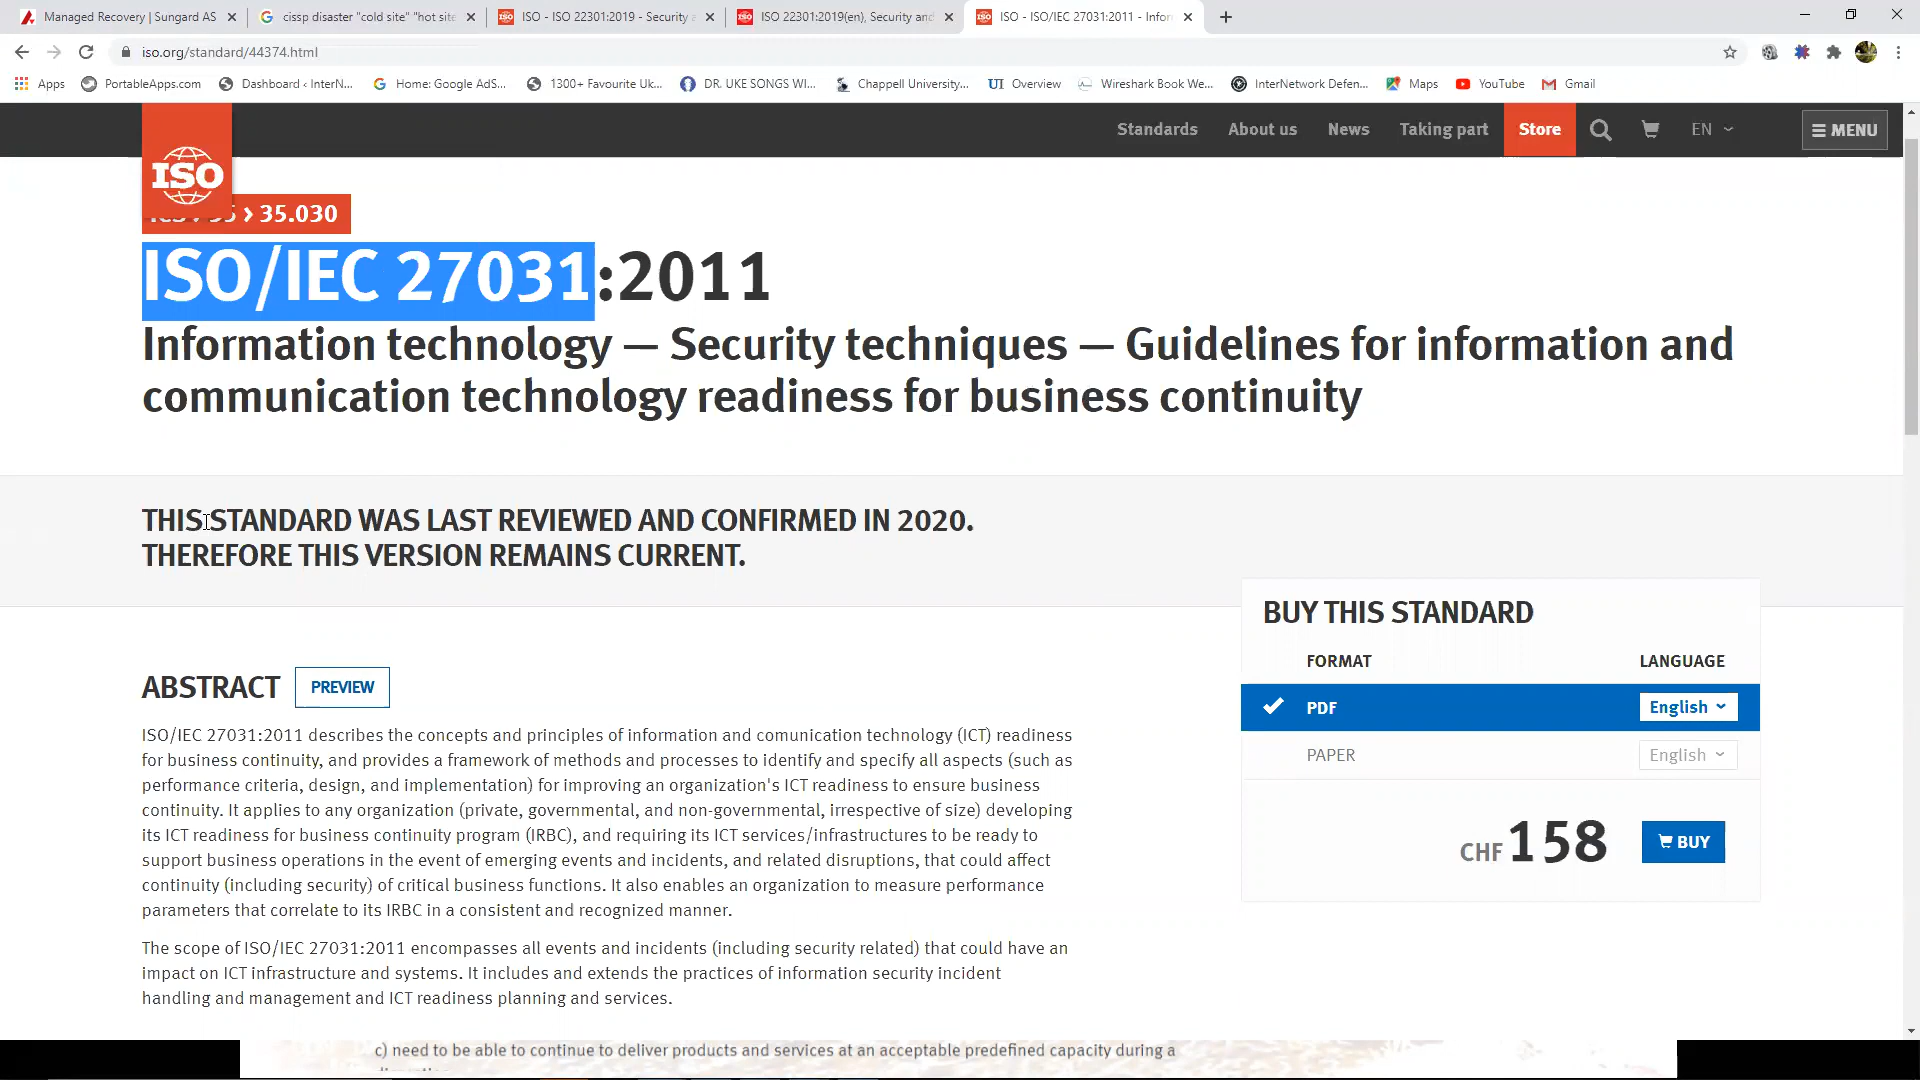 Managed Recovery | Sungard AS
cissp disaster "cold site" "hot site
ISO - ISO 22301:2019 - Security a
ISO 22301:2019(en), Security and
ISO - ISO/IEC 27031:2011 - Infor
iso.org/standard/44374.html
Apps
PortableApps.com
Dashboard ‹ InterN...
Home: Google AdS...
1300+ Favourite Uk...
DR. UKE SONGS WI...
Chappell University...
UI Overview
Wireshark Book We...
InterNetwork Defen...
Maps
YouTube
Gmail
ISO
Standards
About us
News
Taking part
Store
EN
MENU
› 35.030
ISO/IEC 27031:2011
Information technology — Security techniques — Guidelines for information and
communication technology readiness for business continuity
THIS STANDARD WAS LAST REVIEWED AND CONFIRMED IN 2020.
THEREFORE THIS VERSION REMAINS CURRENT.
ABSTRACT PREVIEW
ISO/IEC 27031:2011 describes the concepts and principles of information and comunication technology (ICT) readiness
for business continuity, and provides a framework of methods and processes to identify and specify all aspects (such as
performance criteria, design, and implementation) for improving an organization's ICT readiness to ensure business
continuity. It applies to any organization (private, governmental, and non-governmental, irrespective of size) developing
its ICT readiness for business continuity program (IRBC), and requiring its ICT services/infrastructures to be ready to
support business operations in the event of emerging events and incidents, and related disruptions, that could affect
continuity (including security) of critical business functions. It also enables an organization to measure performance
parameters that correlate to its IRBC in a consistent and recognized manner.
The scope of ISO/IEC 27031:2011 encompasses all events and incidents (including security related) that could have an
impact on ICT infrastructure and systems. It includes and extends the practices of information security incident
handling and management and ICT readiness planning and services.
BUY THIS STANDARD
FORMAT LANGUAGE
PDF English
PAPER English
CHF 158 BUY
c) need to be able to continue to deliver products and services at an acceptable predefined capacity during a